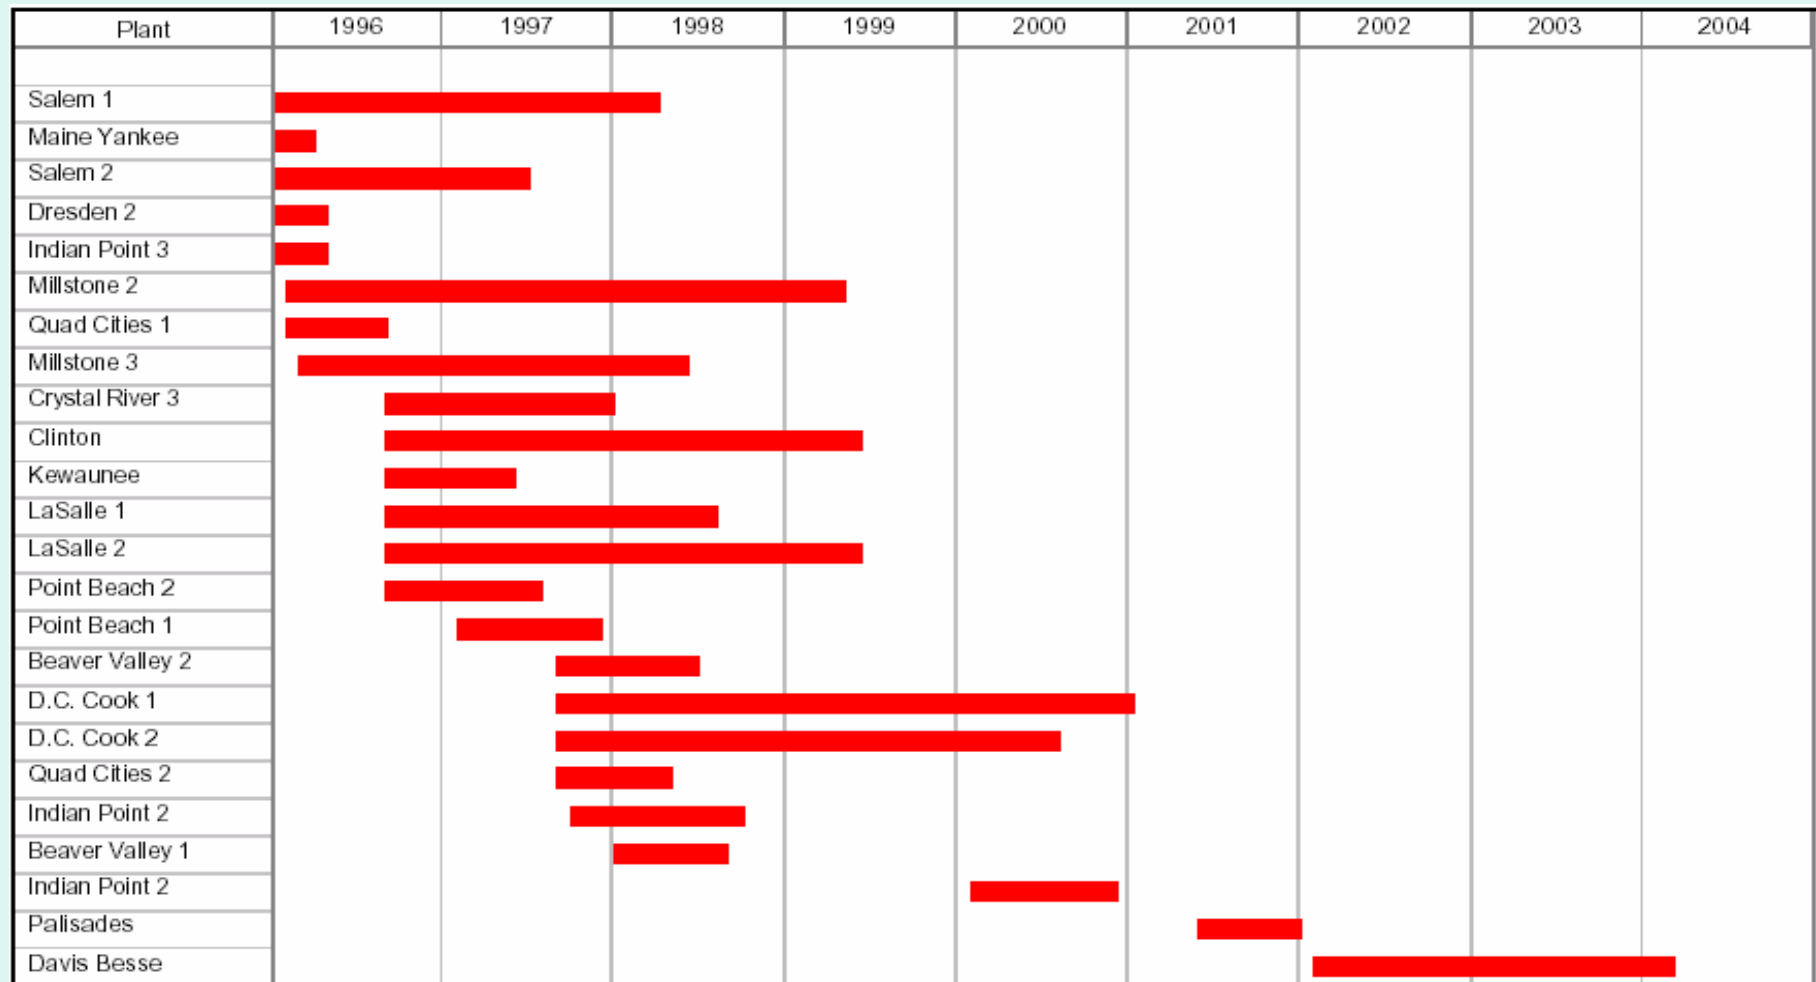 Plant 1996 1997 1998 1999 2000 2001 2002 2003 2004
Salem 1
Maine Yankee
Salem 2
Dresden 2
Indian Point 3
Millstone 2
Quad Cities 1
Millstone 3
Crystal River 3
Clinton
Kewaunee
LaSalle 1
LaSalle 2
Point Beach 2
Point Beach 1
Beaver Valley 2
D.C. Cook 1
D.C. Cook 2
Quad Cities 2
Indian Point 2
Beaver Valley 1
Indian Point 2
Palisades
Davis Besse